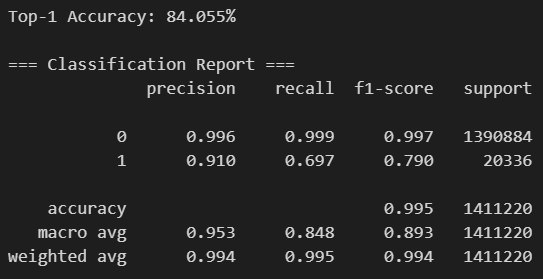 Top-1 Accuracy: 84.055%
=== Classification Report ===
precision recall f1-score support
0 0.996 0.999 0.997 1390884
1 0.910 0.697 0.790 20336
accuracy 0.995 1411220
macro avg 0.953 0.848 0.893 1411220
weighted avg 0.994 0.995 0.994 1411220